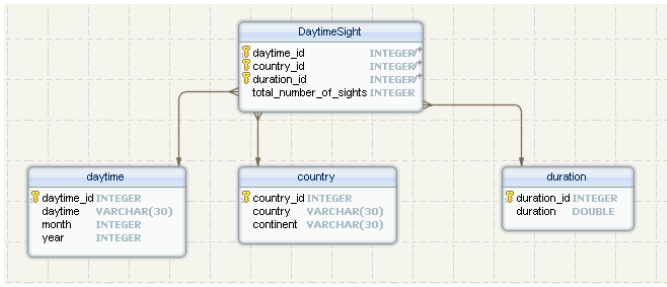 DaytimeSight
daytime_id INTEGER
country_id INTEGER
duration_id INTEGER
total_number_of_sights INTEGER
daytime
daytime_id INTEGER
daytime VARCHAR(30)
month INTEGER
year INTEGER
country
country_id INTEGER
country VARCHAR(30)
continent VARCHAR(30)
duration
duration_id INTEGER
duration DOUBLE